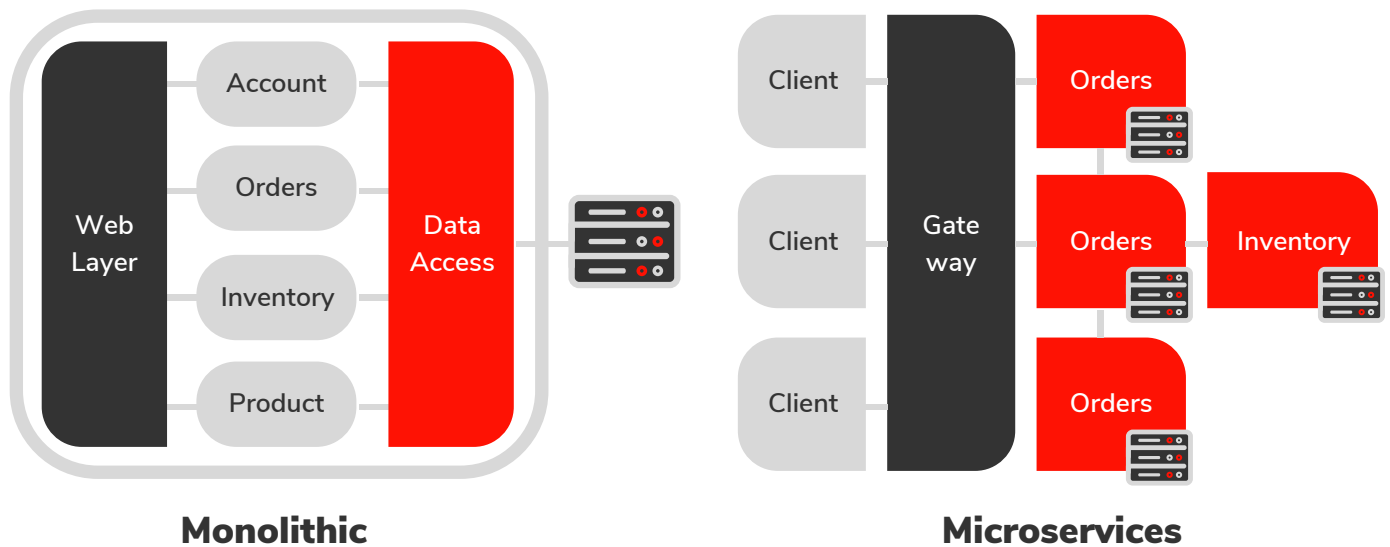 Web
Layer
Account
Orders
Inventory
Product
Data
Access
Monolithic
Client
Client
Client
Gate
way
Orders
Orders
Orders
Inventory
Microservices